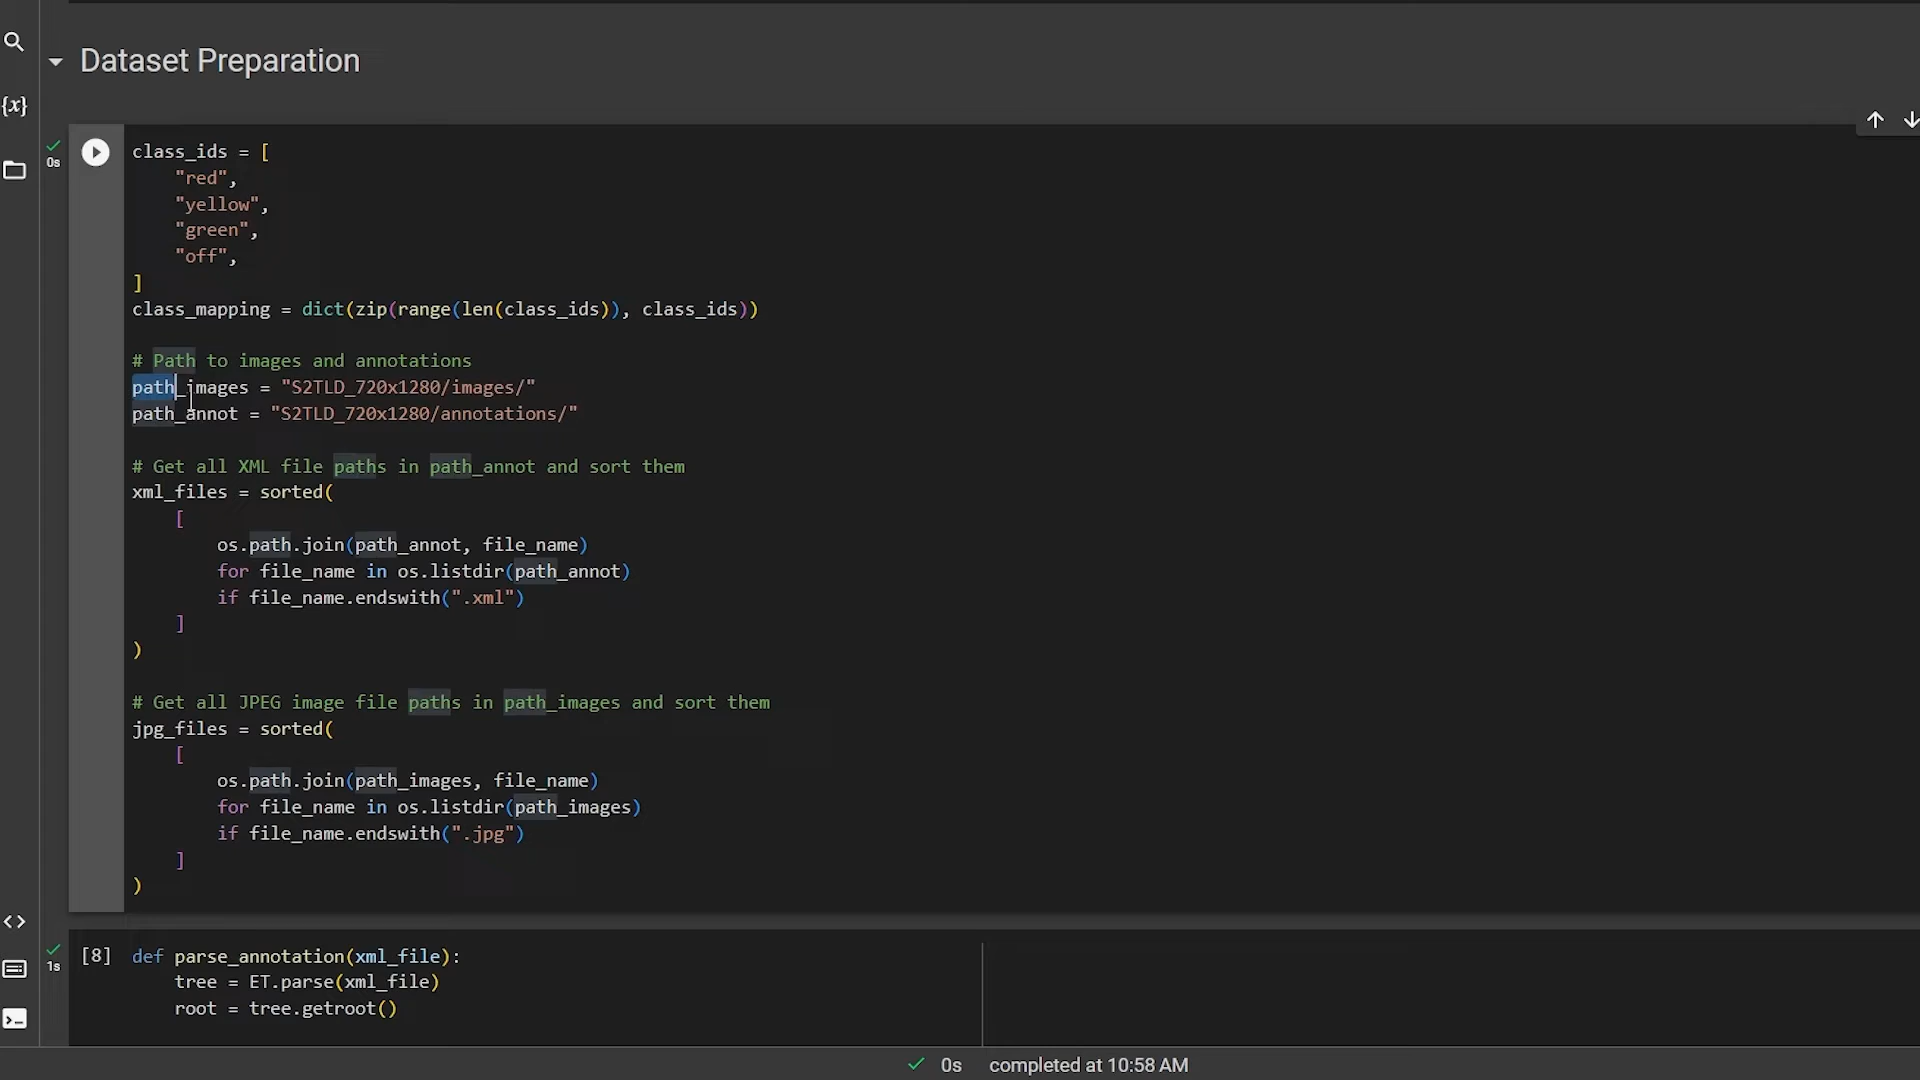 Dataset Preparation
{x}
0s
class_ids = [
    "red",
    "yellow",
    "green",
    "off",
]
class_mapping = dict(zip(range(len(class_ids)), class_ids))
# Path to images and annotations
path_images = "S2TLD_720x1280/images/"
path_annot = "S2TLD_720x1280/annotations/"
# Get all XML file paths in path_annot and sort them
xml_files = sorted(
    [
        os.path.join(path_annot, file_name)
        for file_name in os.listdir(path_annot)
        if file_name.endswith(".xml")
    ]
)
# Get all JPEG image file paths in path_images and sort them
jpg_files = sorted(
    [
        os.path.join(path_images, file_name)
        for file_name in os.listdir(path_images)
        if file_name.endswith(".jpg")
    ]
)
1s
[8] def parse_annotation(xml_file):
    tree = ET.parse(xml_file)
    root = tree.getroot()
0s completed at 10:58 AM